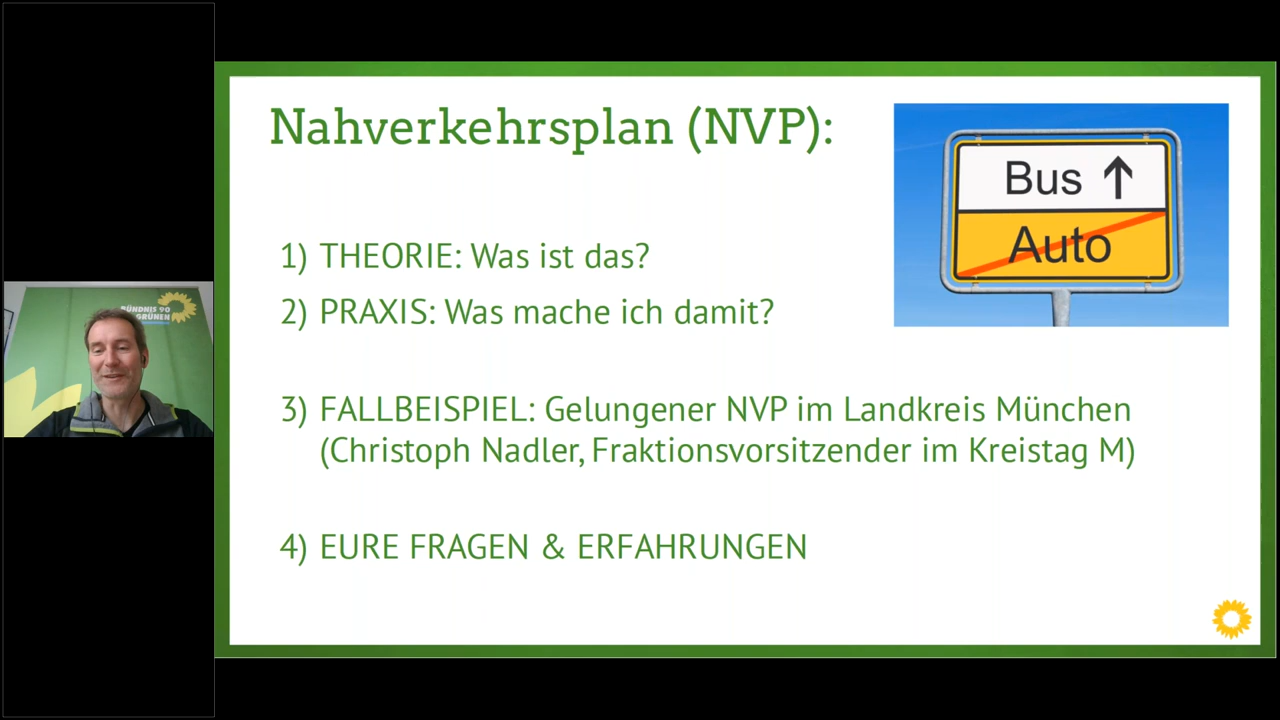 Nahverkehrsplan (NVP):
Bus ↑
Auto
1) THEORIE: Was ist das?
2) PRAXIS: Was mache ich damit?
3) FALLBEISPIEL: Gelungener NVP im Landkreis München
(Christoph Nadler, Fraktionsvorsitzender im Kreistag M)
4) EURE FRAGEN & ERFAHRUNGEN
BÜNDNIS 90
GRÜNEN